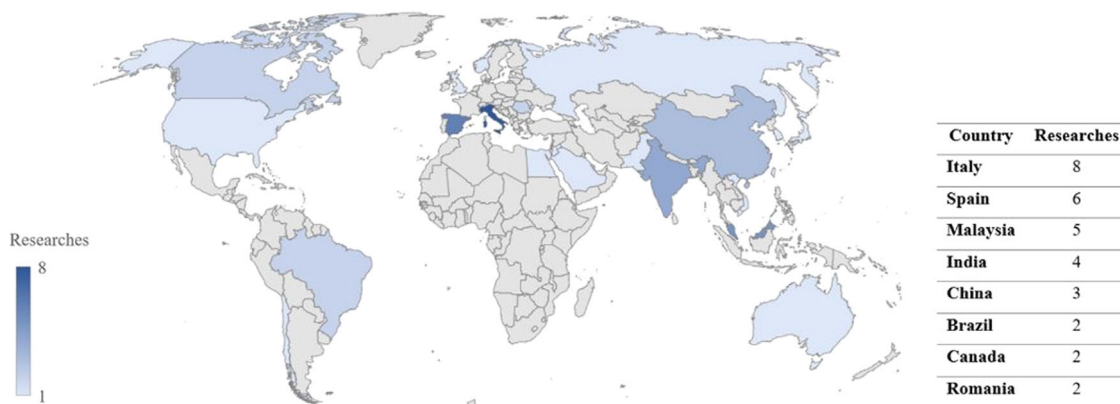 Researches
8
1
Country Researches
Italy 8
Spain 6
Malaysia 5
India 4
China 3
Brazil 2
Canada 2
Romania 2